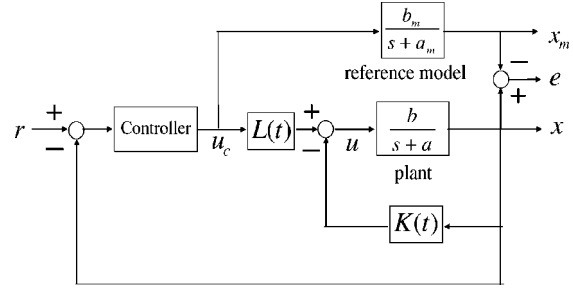 b_m
s + a_m
x_m
reference model
−
e
+
+
r
−
Controller
u_c
L(t)
+
−
u
b
s + a
x
plant
K(t)